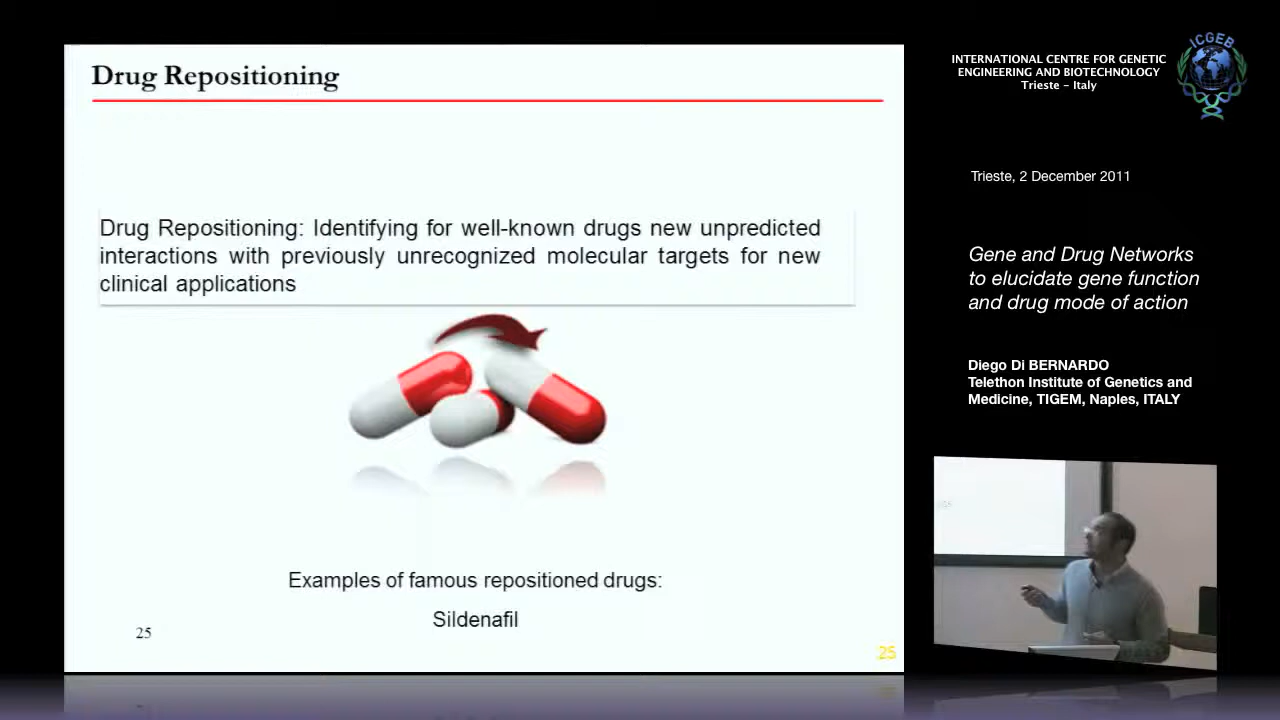 Drug Repositioning
Drug Repositioning: Identifying for well-known drugs new unpredicted
interactions with previously unrecognized molecular targets for new
clinical applications
Examples of famous repositioned drugs:
Sildenafil
25
25
INTERNATIONAL CENTRE FOR GENETIC
ENGINEERING AND BIOTECHNOLOGY
Trieste - Italy
ICGEB
Trieste, 2 December 2011
Gene and Drug Networks
to elucidate gene function
and drug mode of action
Diego Di BERNARDO
Telethon Institute of Genetics and
Medicine, TIGEM, Naples, ITALY